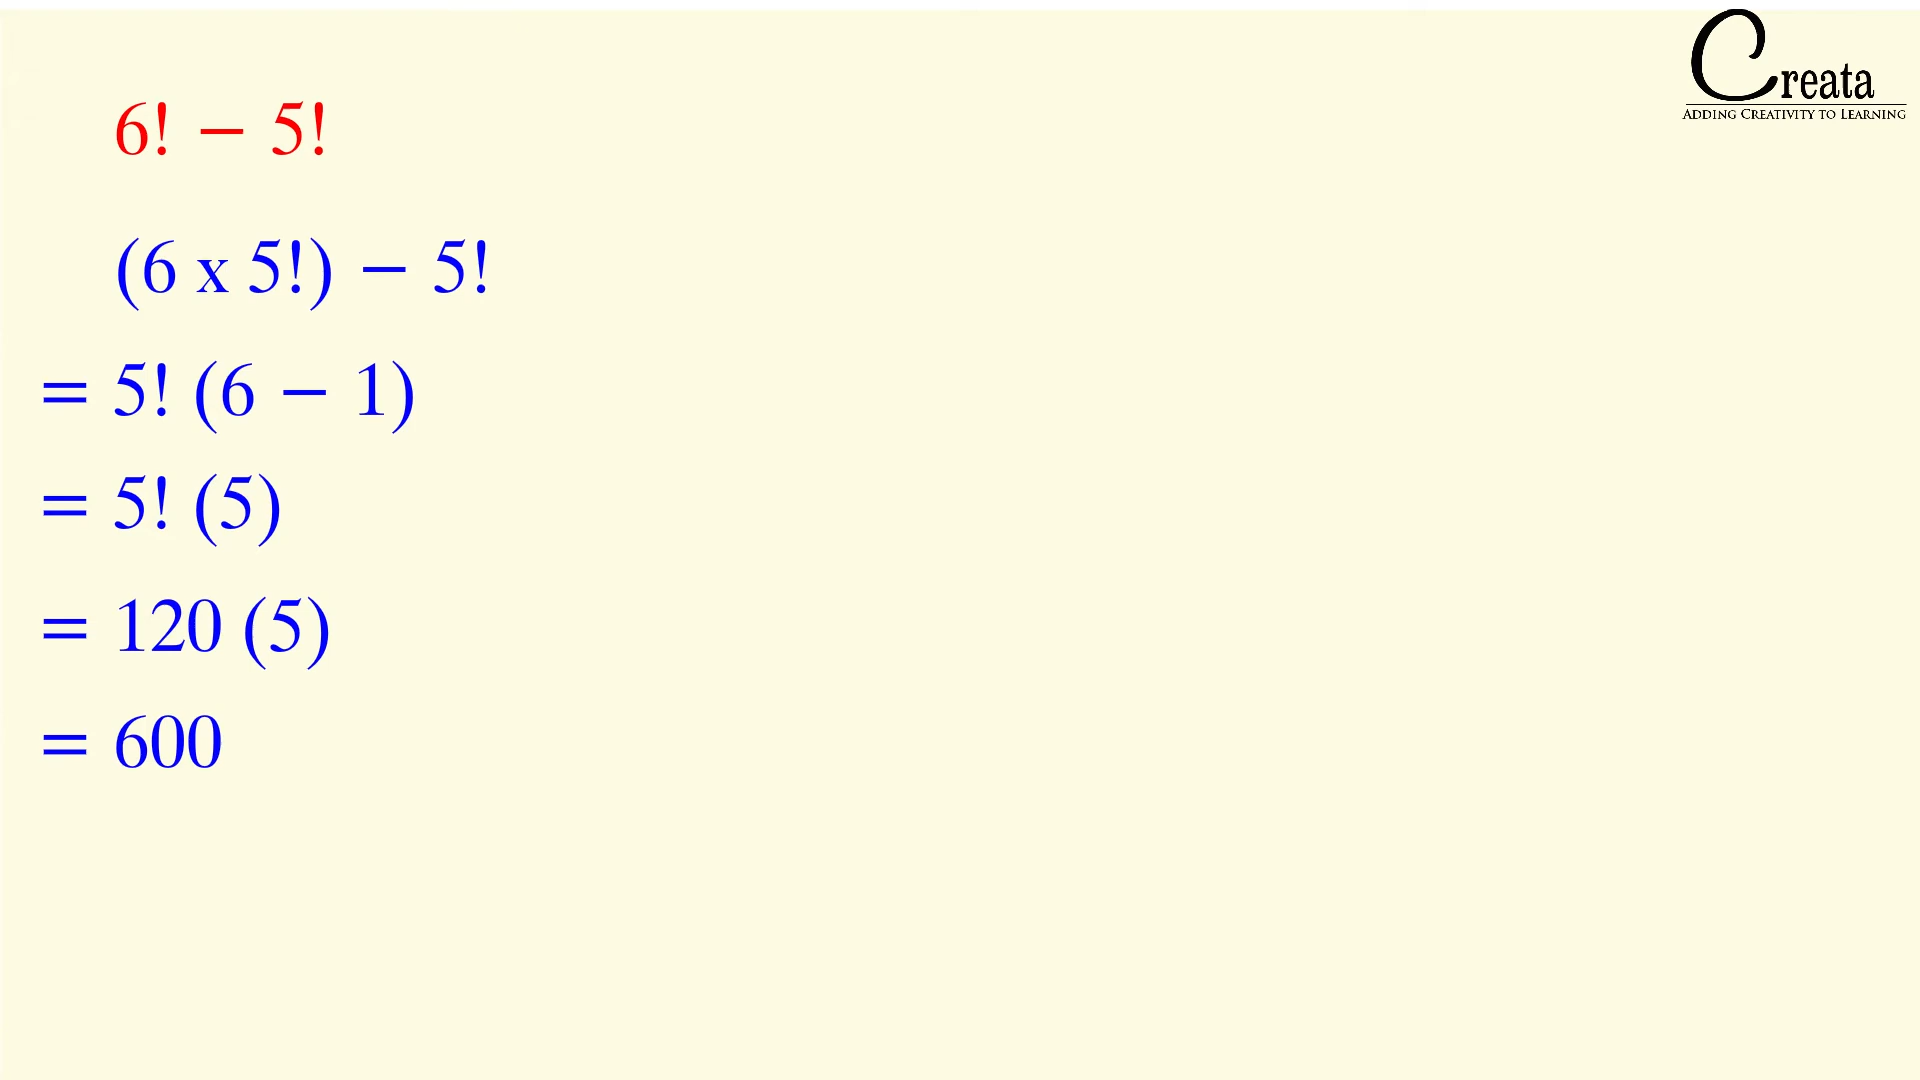 Creata
ADDING CREATIVITY TO LEARNING
6! − 5!
(6 x 5!) − 5!
= 5! (6 − 1)
= 5! (5)
= 120 (5)
= 600